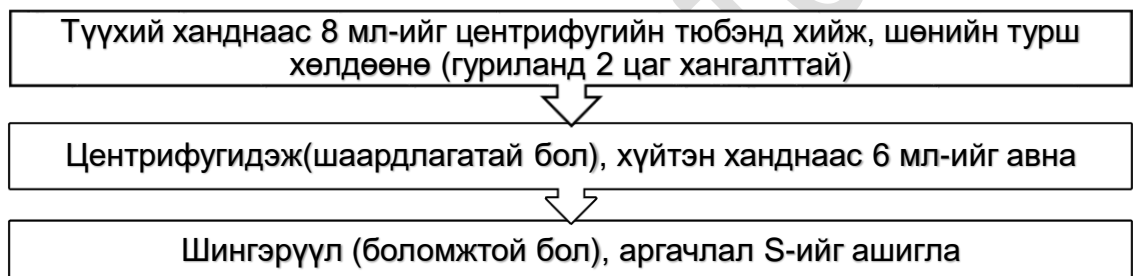 Түүхий ханднаас 8 мл-ийг центрифугийн тюбэнд хийж, шөнийн турш
хөлдөөнө (гуриланд 2 цаг хангалттай)
Центрифугидэж(шаардлагатай бол), хүйтэн ханднаас 6 мл-ийг авна
Шингэрүүл (боломжтой бол), аргачлал S-ийг ашигла